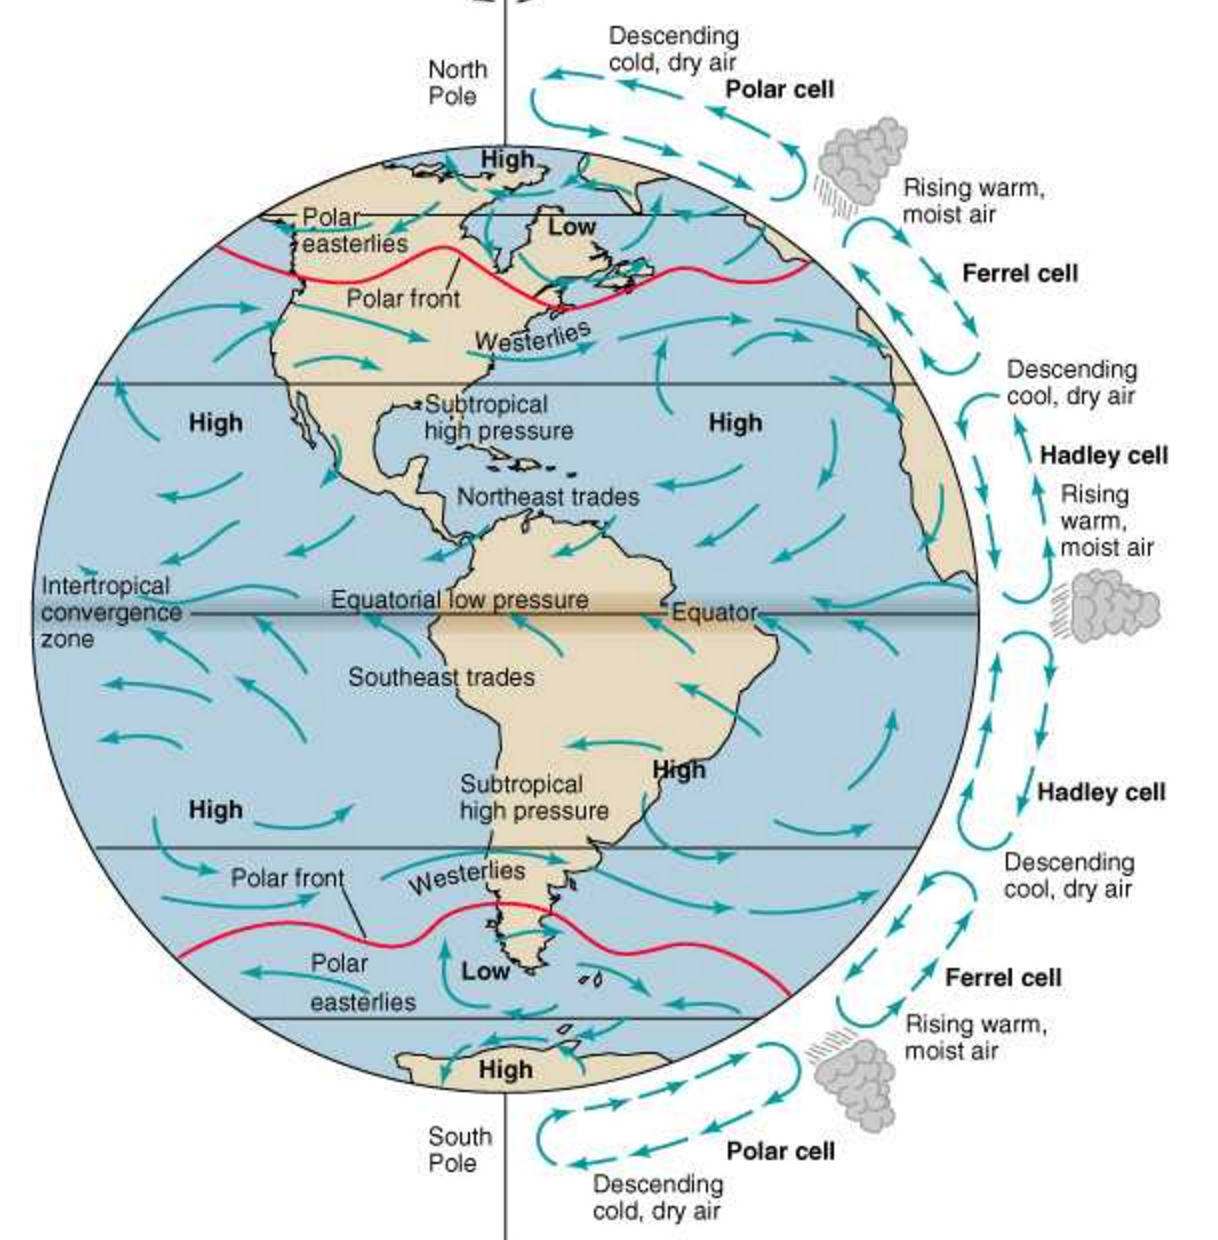 Descending
cold, dry air
Polar cell
North
Pole
High
Rising warm,
moist air
Polar
easterlies
Low
Ferrel cell
Polar front
Westerlies
Descending
cool, dry air
High
Subtropical
high pressure
High
Hadley cell
Northeast trades
Rising
warm,
moist air
Intertropical
convergence
zone
Equatorial low pressure
Equator
Southeast trades
High
Subtropical
high pressure
High
Hadley cell
Descending
cool, dry air
Polar front
Westerlies
Polar
easterlies
Low
Ferrel cell
Rising warm,
moist air
High
South
Pole
Polar cell
Descending
cold, dry air